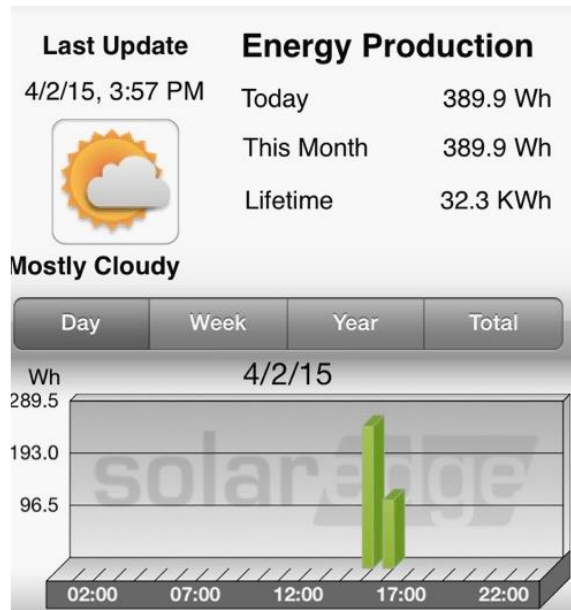 Last Update
4/2/15, 3:57 PM
Mostly Cloudy
Energy Production
Today 389.9 Wh
This Month 389.9 Wh
Lifetime 32.3 KWh
Day Week Year Total
Wh 4/2/15
289.5
193.0
96.5
solaredge
02:00 07:00 12:00 17:00 22:00